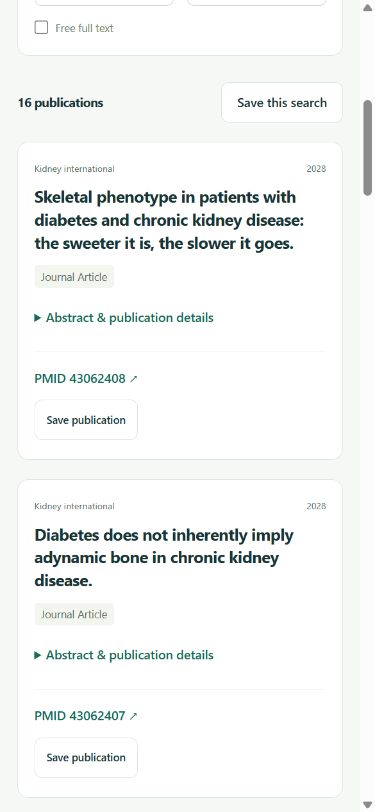 Free full text
16 publications
Save this search
Kidney international
2028
Skeletal phenotype in patients with
diabetes and chronic kidney disease:
the sweeter it is, the slower it goes.
Journal Article
▶ Abstract & publication details
PMID 43062408 ↗
Save publication
Kidney international
2028
Diabetes does not inherently imply
adynamic bone in chronic kidney
disease.
Journal Article
▶ Abstract & publication details
PMID 43062407 ↗
Save publication